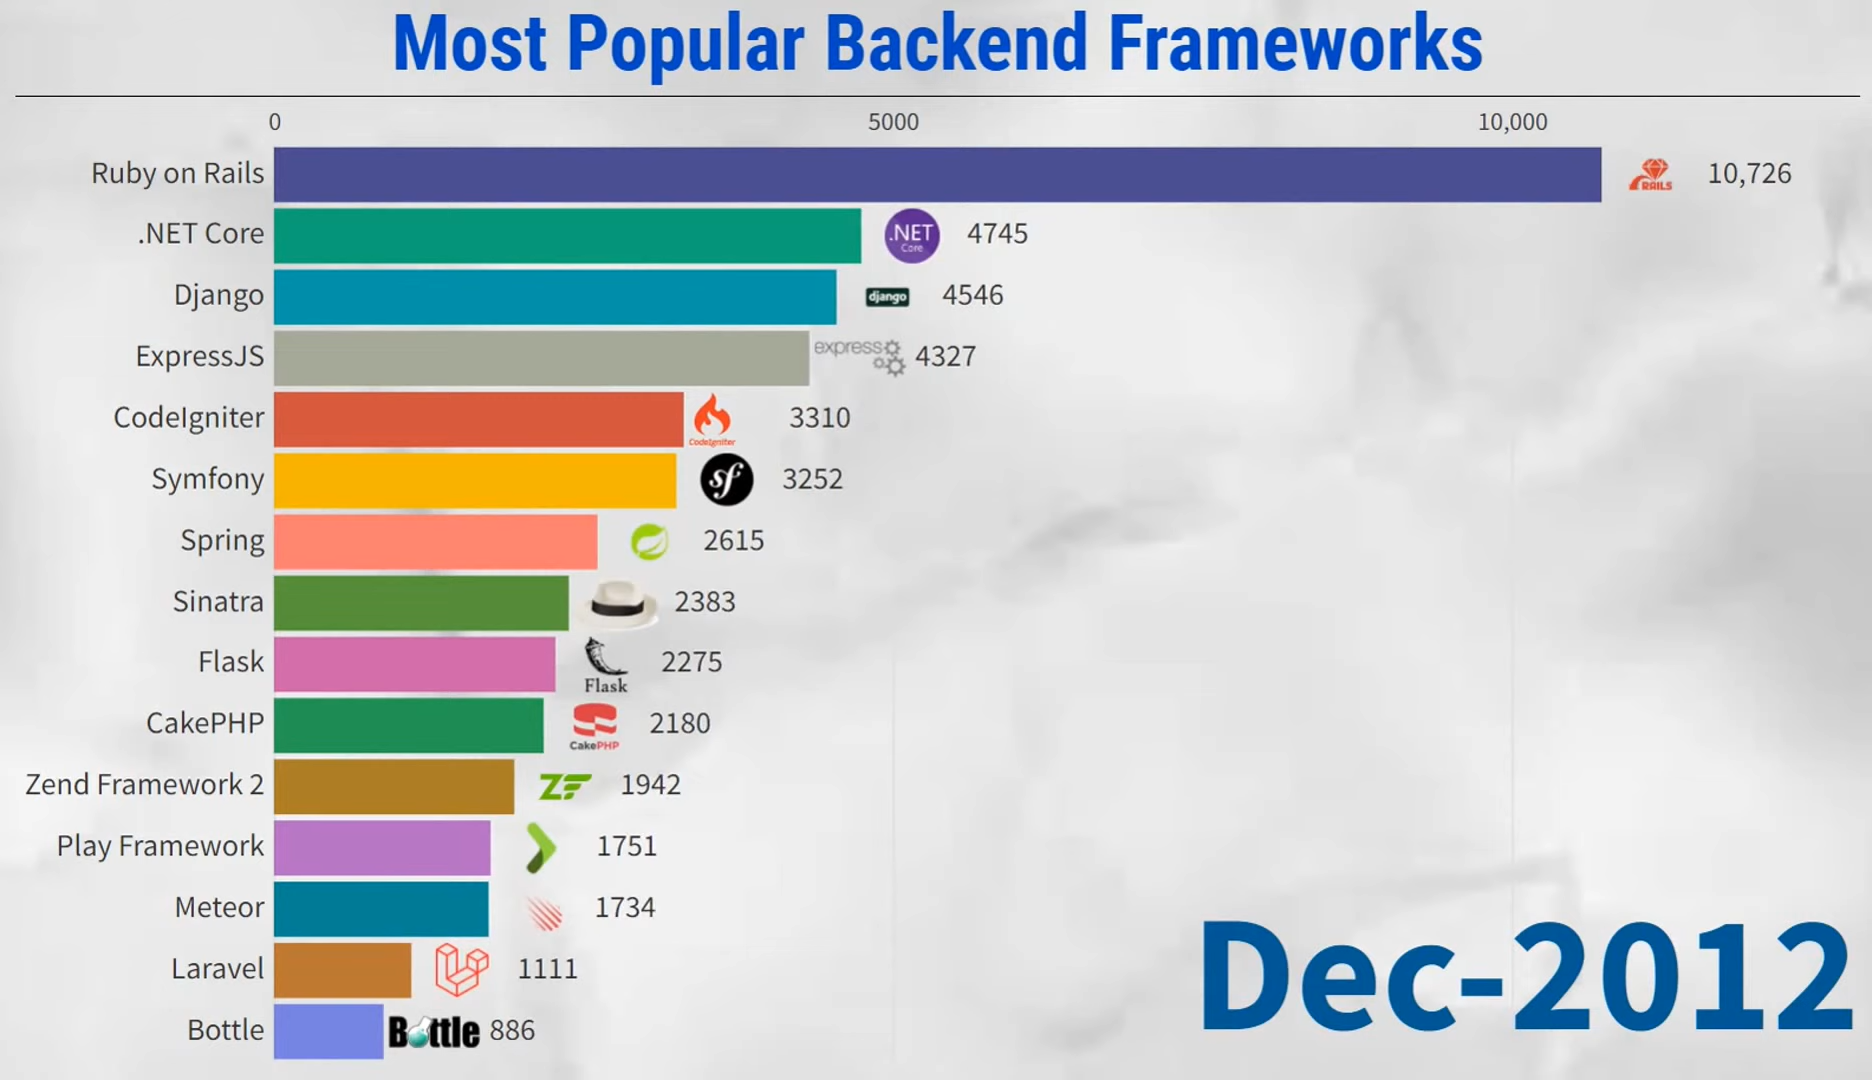 Most Popular Backend Frameworks
0 5000 10,000
Ruby on Rails RAILS 10,726
.NET Core .NET Core 4745
Django django 4546
ExpressJS express 4327
CodeIgniter CodeIgniter 3310
Symfony sf 3252
Spring 2615
Sinatra 2383
Flask Flask 2275
CakePHP CakePHP 2180
Zend Framework 2 ZF 1942
Play Framework 1751
Meteor 1734
Laravel 1111
Bottle Bottle 886
Dec-2012